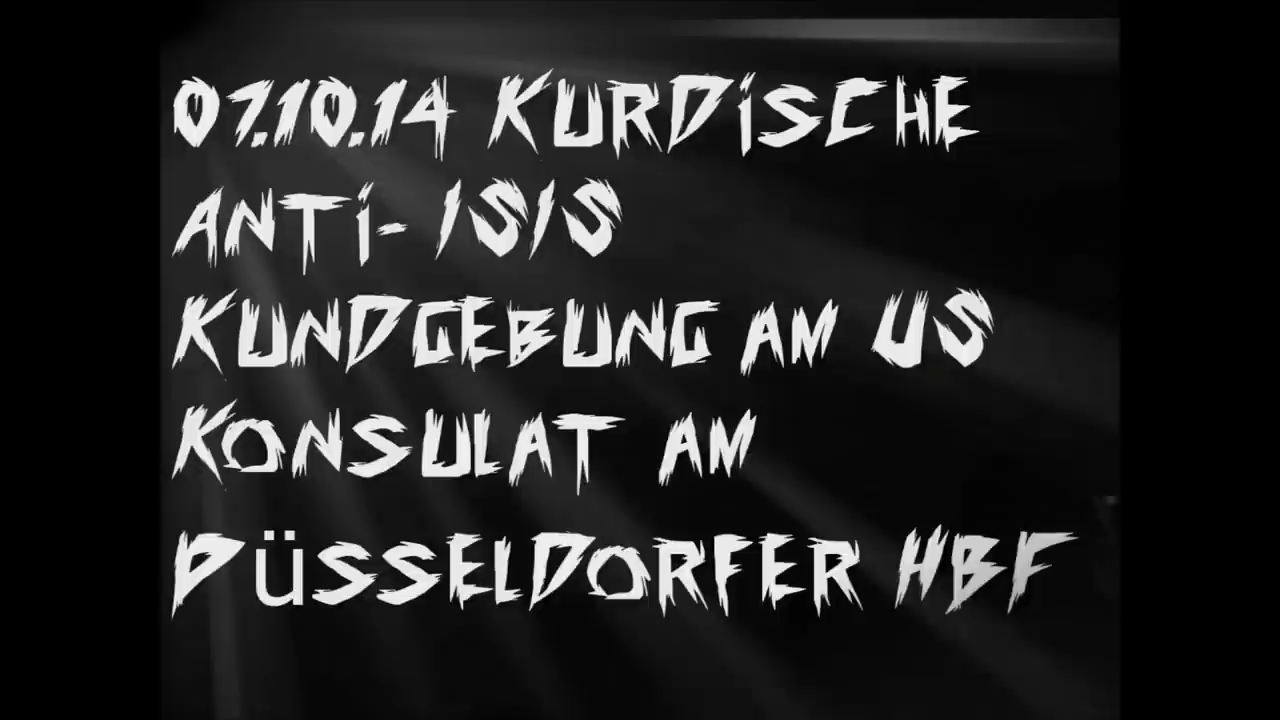 07.10.14 KURDiSCHE
ANTi- ISIS
KUNDGEBUNG AM US
KONSULAT AM
DÜSSELDORFER HBF